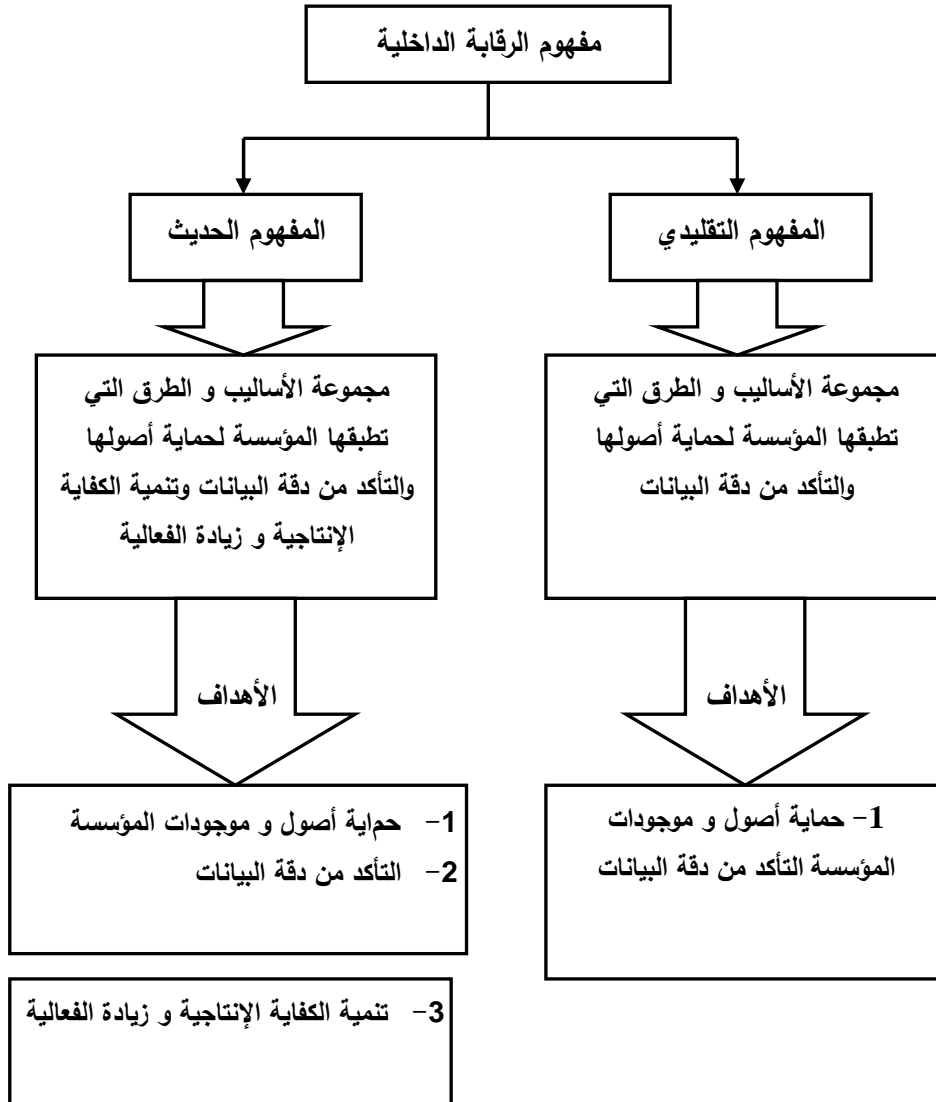 مفهوم الرقابة الداخلية
المفهوم التقليدي
المفهوم الحديث
مجموعة الأساليب و الطرق التي
تطبقها المؤسسة لحماية أصولها
والتأكد من دقة البيانات
مجموعة الأساليب و الطرق التي
تطبقها المؤسسة لحماية أصولها
والتأكد من دقة البيانات وتنمية الكفاية
الإنتاجية و زيادة الفعالية
الأهداف
الأهداف
1- حماية أصول و موجودات
المؤسسة التأكد من دقة البيانات
1- حماية أصول و موجودات المؤسسة
2- التأكد من دقة البيانات
3- تنمية الكفاية الإنتاجية و زيادة الفعالية